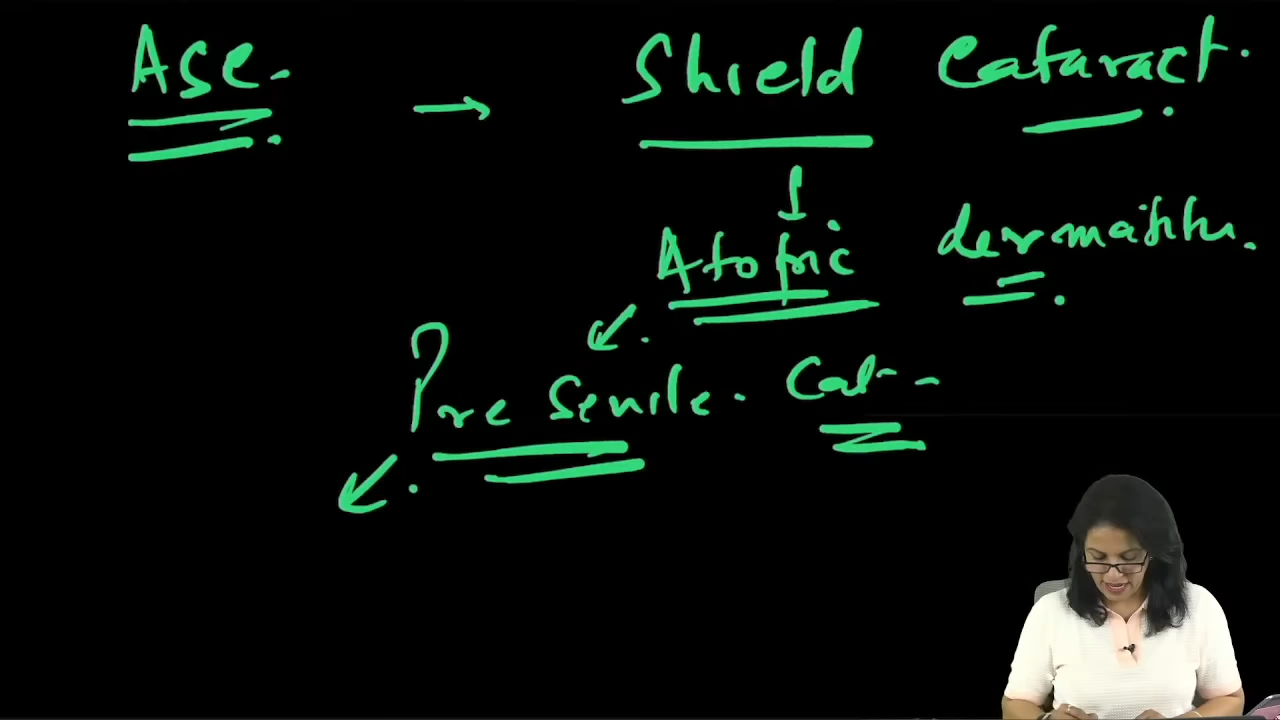 ASC. → Shield Cataract.
Atopic dermatitis.
Pre Senile. Cat.